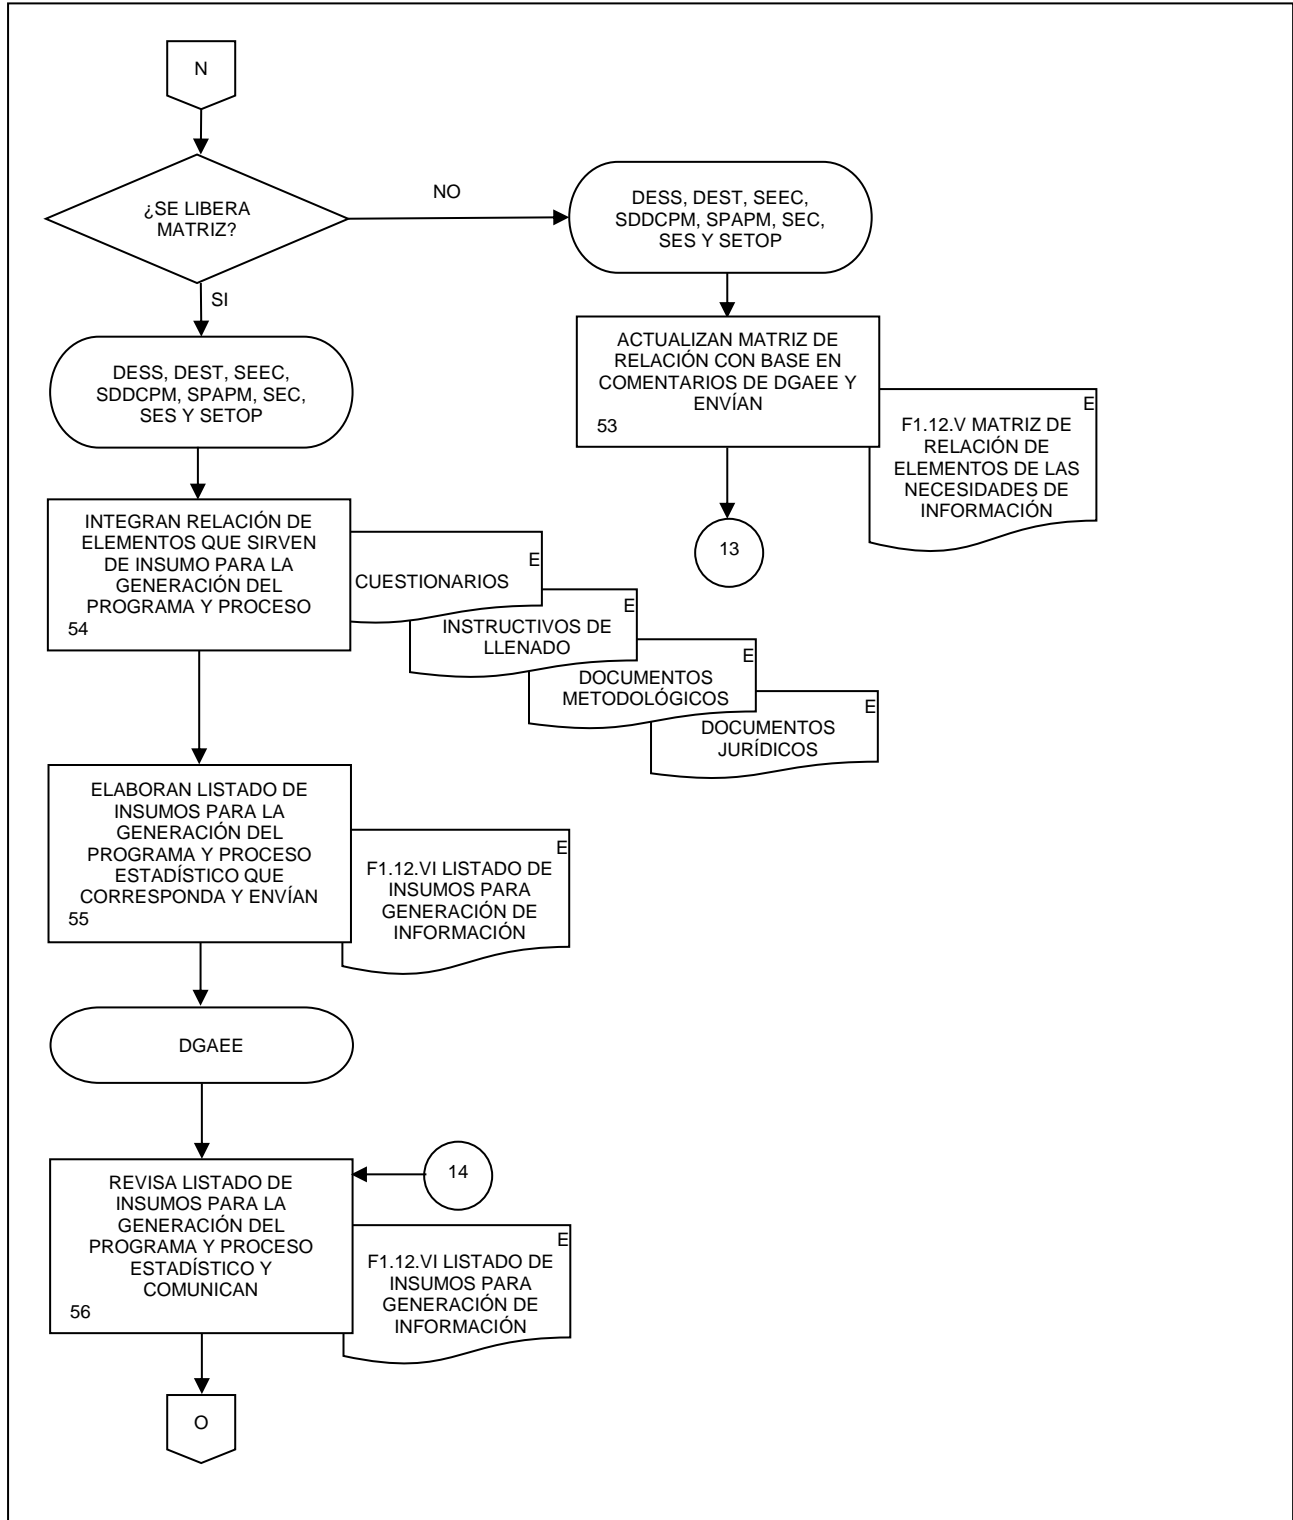 N
¿SE LIBERA
MATRIZ?
NO
DESS, DEST, SEEC,
SDDCPM, SPAPM, SEC,
SES Y SETOP
ACTUALIZAN MATRIZ DE
RELACIÓN CON BASE EN
COMENTARIOS DE DGAEE Y
ENVÍAN
53
E
F1.12.V MATRIZ DE
RELACIÓN DE
ELEMENTOS DE LAS
NECESIDADES DE
INFORMACIÓN
13
SI
DESS, DEST, SEEC,
SDDCPM, SPAPM, SEC,
SES Y SETOP
INTEGRAN RELACIÓN DE
ELEMENTOS QUE SIRVEN
DE INSUMO PARA LA
GENERACIÓN DEL
PROGRAMA Y PROCESO
54
E
CUESTIONARIOS
E
INSTRUCTIVOS DE
LLENADO
E
DOCUMENTOS
METODOLÓGICOS
E
DOCUMENTOS
JURÍDICOS
ELABORAN LISTADO DE
INSUMOS PARA LA
GENERACIÓN DEL
PROGRAMA Y PROCESO
ESTADÍSTICO QUE
CORRESPONDA Y ENVÍAN
55
E
F1.12.VI LISTADO DE
INSUMOS PARA
GENERACIÓN DE
INFORMACIÓN
DGAEE
14
REVISA LISTADO DE
INSUMOS PARA LA
GENERACIÓN DEL
PROGRAMA Y PROCESO
ESTADÍSTICO Y
COMUNICAN
56
E
F1.12.VI LISTADO DE
INSUMOS PARA
GENERACIÓN DE
INFORMACIÓN
O